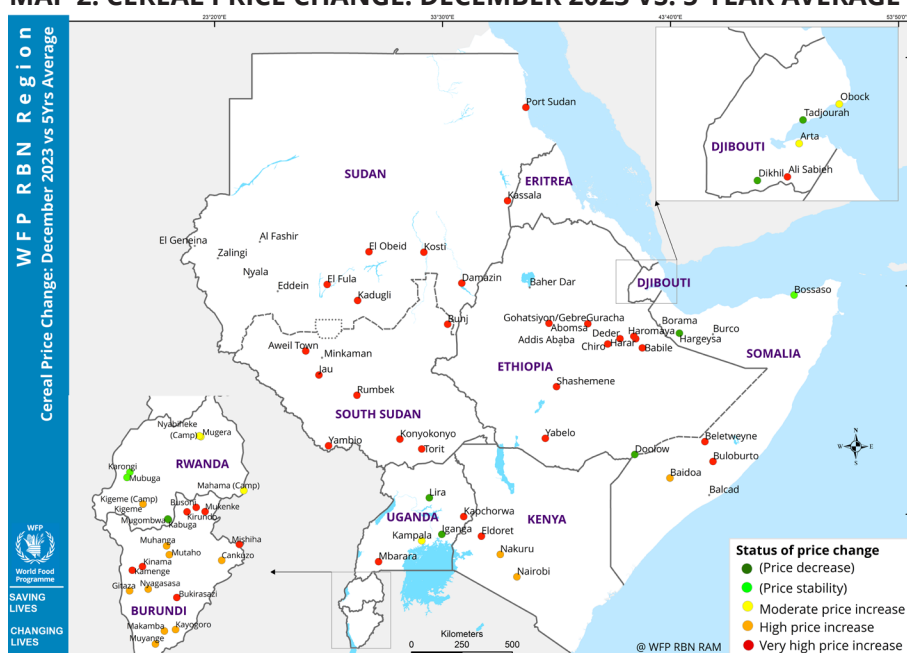 MAP 2: CEREAL PRICE CHANGE: DECEMBER 2023 VS. 5-YEAR AVERAGE
23°20'0"E
33°30'0"E
43°40'0"E
53°50'0"E
WFP RBN Region
Cereal Price Change: December 2023 vs 5Yrs Average
WFP
World Food
Programme
SAVING
LIVES
CHANGING
LIVES
Obock
Tadjourah
Arta
DJIBOUTI
Dikhil
Ali Sabieh
Port Sudan
SUDAN
ERITREA
Kassala
El Geneina
Al Fashir
Zalingi
El Obeid
Kosti
Nyala
Eddein
El Fula
Kadugli
Damazin
Baher Dar
DJIBOUTI
Bossaso
Bunj
Gohatsiyon/GebreGuracha
Abomsa
Addis Ababa
Deder
Haromaya
Chiro
Harar
Babile
Borama
Burco
Hargeysa
SOMALIA
Aweil Town
Minkaman
ETHIOPIA
Shashemene
Rumbek
SOUTH SUDAN
Yambio
Konyokonyo
Torit
Yabelo
Doolow
Beletweyne
Buloburto
Baidoa
Balcad
Nyabiheke
(Camp)
Mugera
RWANDA
Karongi
Mubuga
Mahama (Camp)
Kigeme (Camp)
Kigeme
Busoni
Mukenke
Mugombwa
Kirundo
Kabuga
Muhanga
Mutaho
Mishiha
Cankozo
Kinama
Kamenge
Gitaza
Nyagasasa
Bukirasazi
BURUNDI
Makamba
Kayogoro
Muyange
Lira
UGANDA
Kapchorwa
KENYA
Kampala
Iganga
Eldoret
Mbarara
Nakuru
Nairobi
N
W
E
S
Kilometers
0 250 500
@ WFP RBN RAM
Status of price change
(Price decrease)
(Price stability)
Moderate price increase
High price increase
Very high price increase